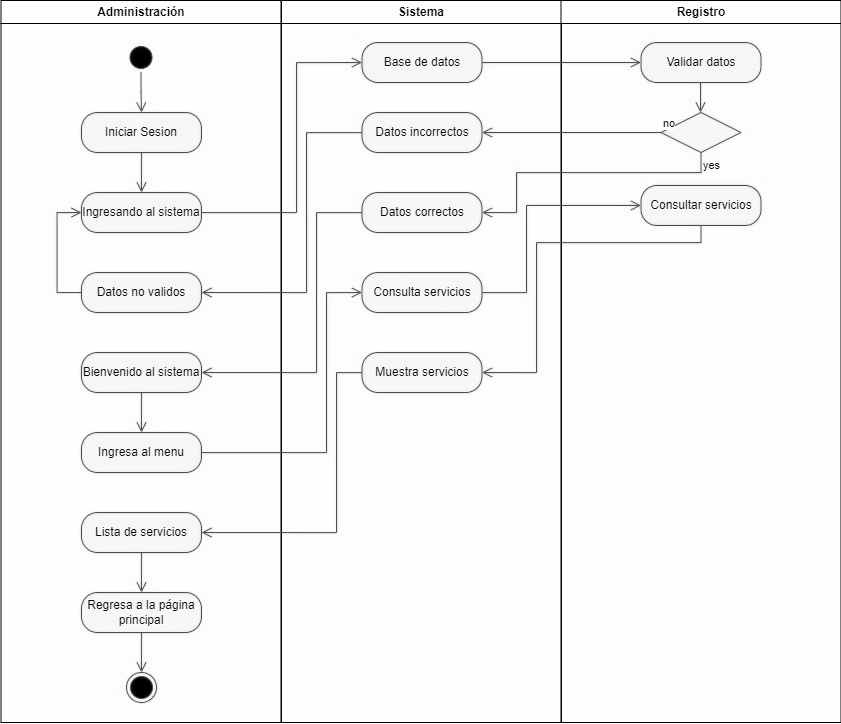 Administración
Sistema
Registro
Base de datos
Validar datos
Iniciar Sesion
Datos incorrectos
no
yes
Ingresando al sistema
Datos correctos
Consultar servicios
Datos no validos
Consulta servicios
Bienvenido al sistema
Muestra servicios
Ingresa al menu
Lista de servicios
Regresa a la página
principal